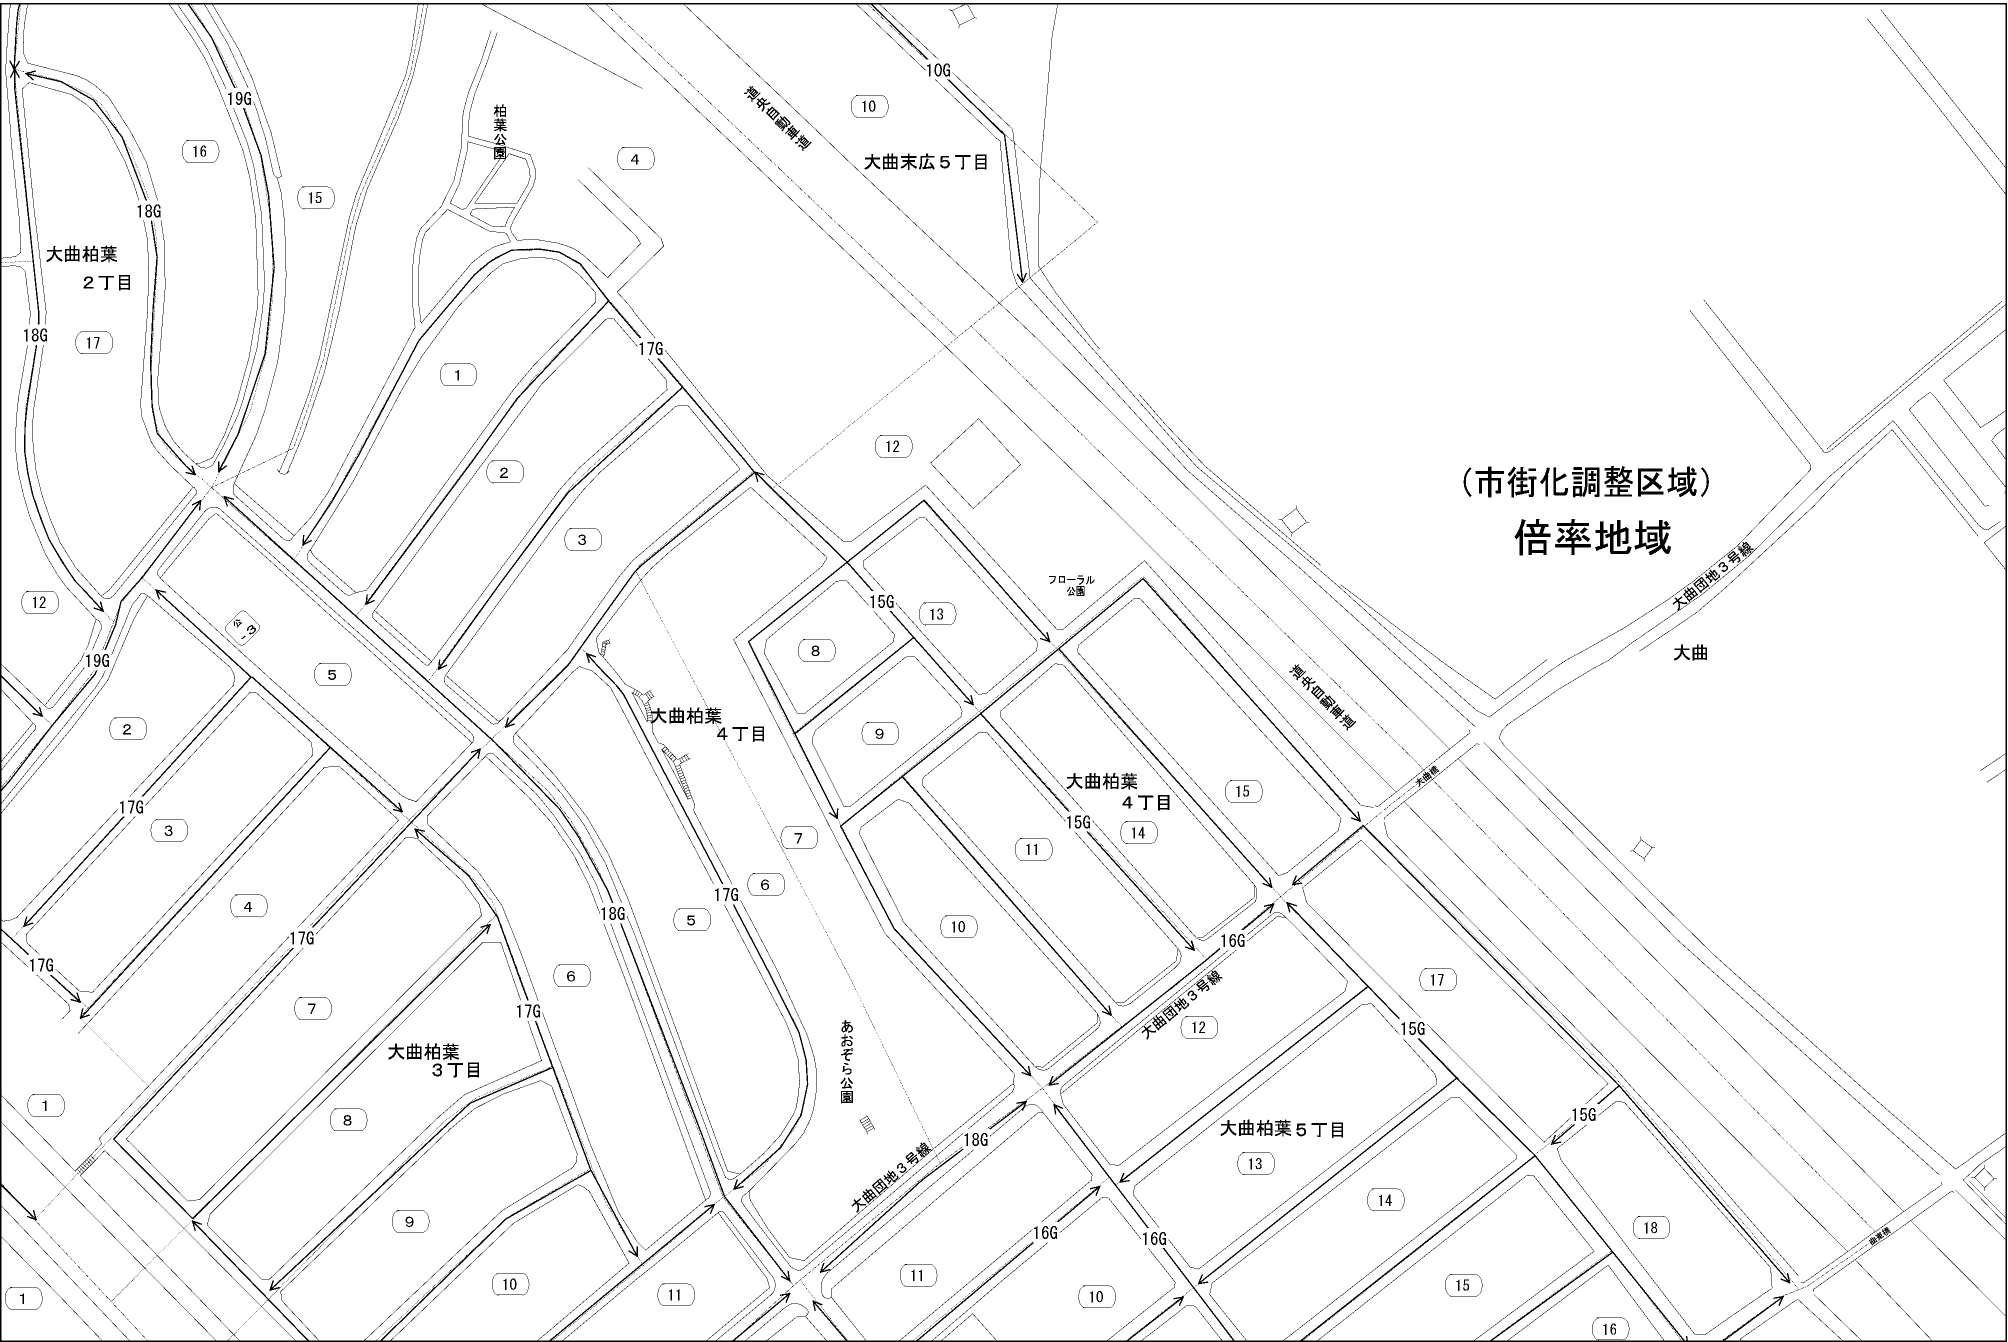 10G
19G
道央自動車道
10
柏葉公園
16
4
大曲末広５丁目
15
18G
大曲柏葉
２丁目
18G
17
17G
1
12
2
（市街化調整区域）
倍率地域
3
大曲団地３号線
フローラル
公園
15G
13
12
公
-3
8
大曲
19G
5
道央自動車道
2
大曲柏葉
４丁目
9
大曲橋
大曲柏葉
４丁目
15
17G
3
15G
14
7
11
6
17G
4
18G
5
10
17G
16G
17G
6
17
大曲団地３号線
7
17G
12
15G
あおぞら公園
大曲柏葉
３丁目
1
8
15G
大曲柏葉５丁目
18G
13
大曲団地３号線
14
9
16G
16G
18
曲東橋
11
10
15
1
11
10
16